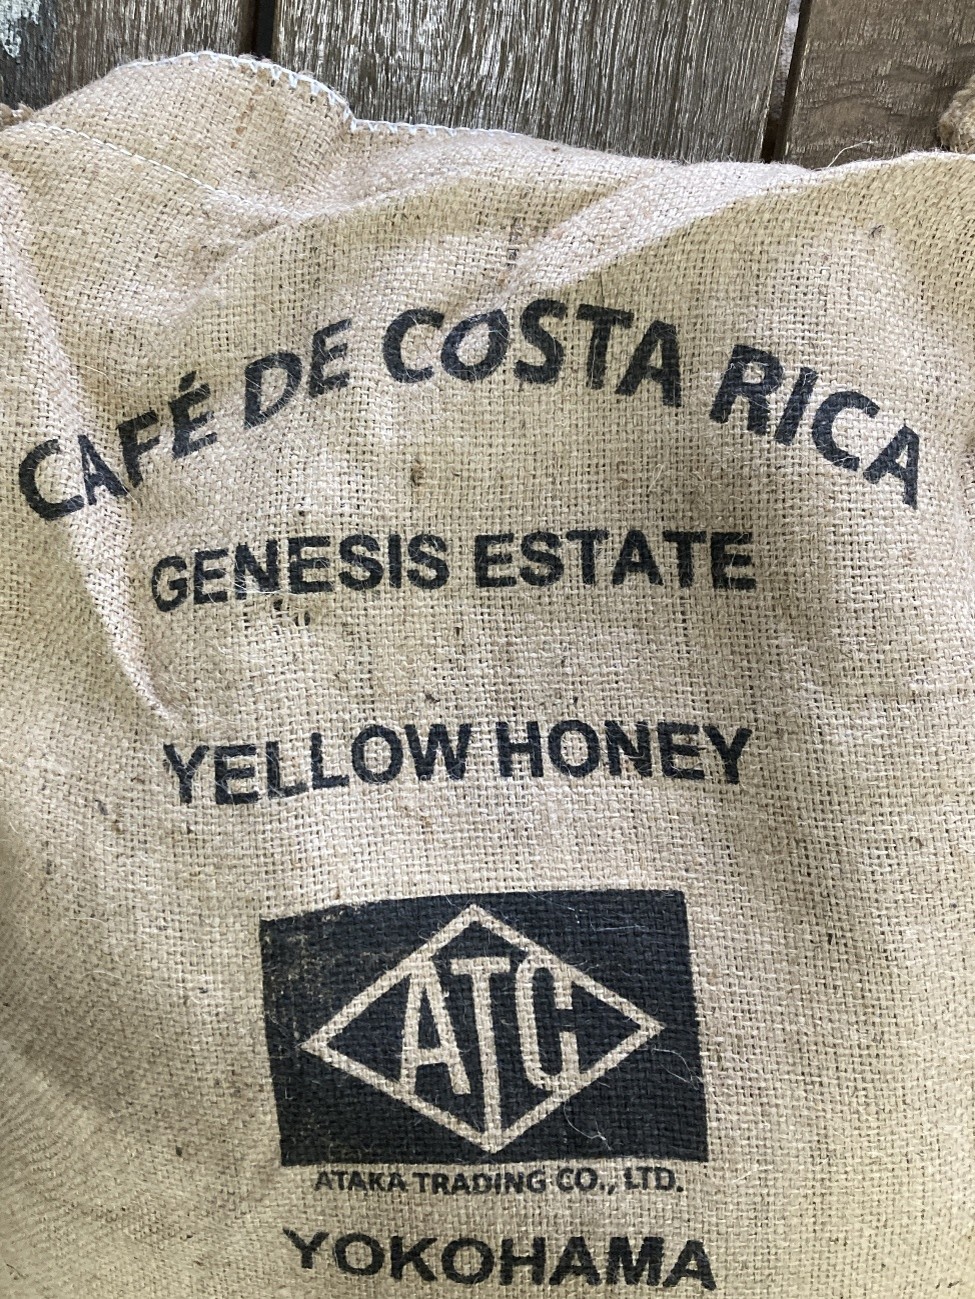 CAFÉ DE COSTA RICA
GENESIS ESTATE
YELLOW HONEY
ATC
ATAKA TRADING CO., LTD.
YOKOHAMA